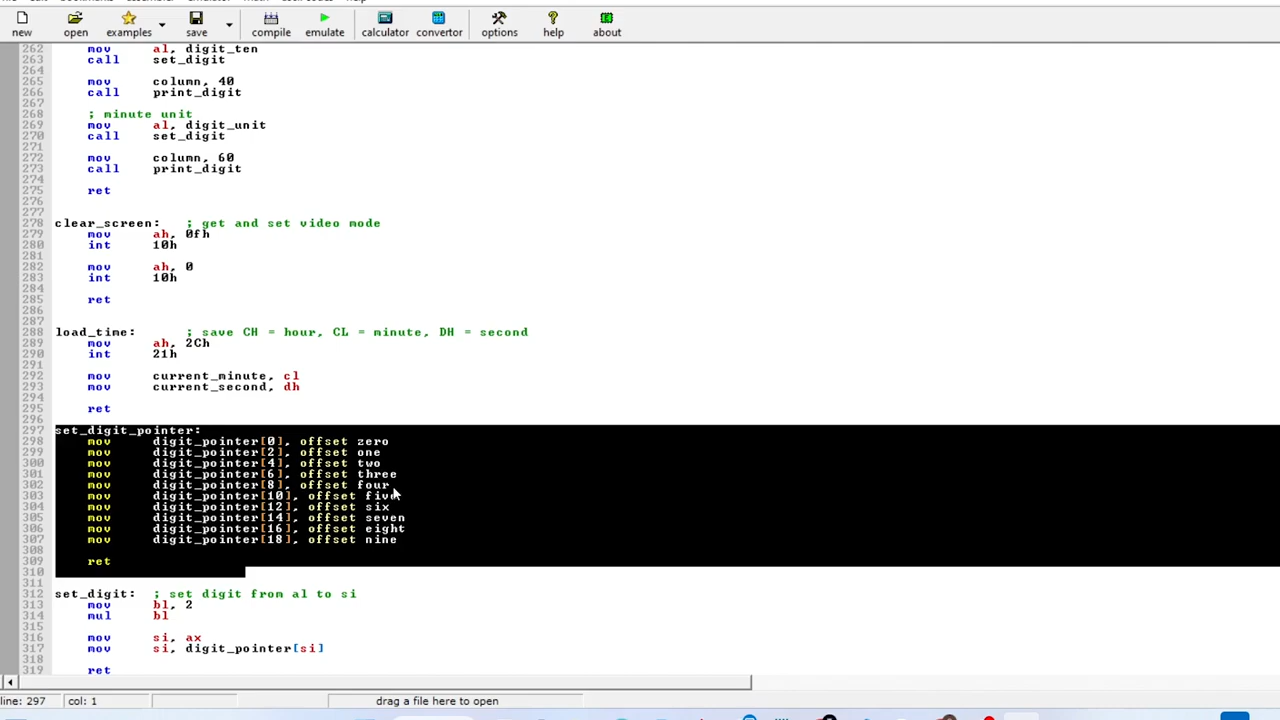 new open examples save compile emulate calculator convertor options help about
262 mov al, digit_ten
263 call set_digit
264
265 mov column, 40
266 call print_digit
267
268 ; minute unit
269 mov al, digit_unit
270 call set_digit
271
272 mov column, 60
273 call print_digit
274
275 ret
276
277
278 clear_screen: ; get and set video mode
279 mov ah, 0fh
280 int 10h
281
282 mov ah, 0
283 int 10h
284
285 ret
286
287
288 load_time: ; save CH = hour, CL = minute, DH = second
289 mov ah, 2Ch
290 int 21h
291
292 mov current_minute, cl
293 mov current_second, dh
294
295 ret
296
297 set_digit_pointer:
298 mov digit_pointer[0], offset zero
299 mov digit_pointer[2], offset one
300 mov digit_pointer[4], offset two
301 mov digit_pointer[6], offset three
302 mov digit_pointer[8], offset four
303 mov digit_pointer[10], offset five
304 mov digit_pointer[12], offset six
305 mov digit_pointer[14], offset seven
306 mov digit_pointer[16], offset eight
307 mov digit_pointer[18], offset nine
308
309 ret
310
311
312 set_digit: ; set digit from al to si
313 mov bl, 2
314 mul bl
315
316 mov si, ax
317 mov si, digit_pointer[si]
318
319 ret
line: 297 col: 1 drag a file here to open